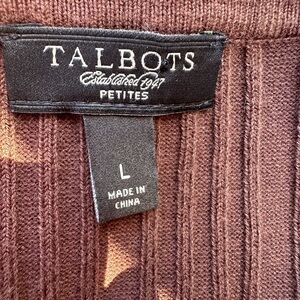 TALBOTS
Established 1947
PETITES
L
MADE IN
CHINA